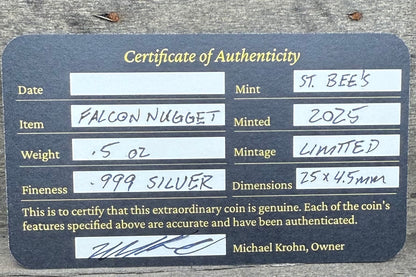 Certificate of Authenticity
Date Mint ST. BEE'S
Item FALCON NUGGET Minted 2025
Weight .5 oz Mintage LIMITED
Fineness .999 SILVER Dimensions 25 x 4.5mm
This is to certify that this extraordinary coin is genuine. Each of the coin's
features specified above are accurate and have been authenticated.
Michael Krohn, Owner